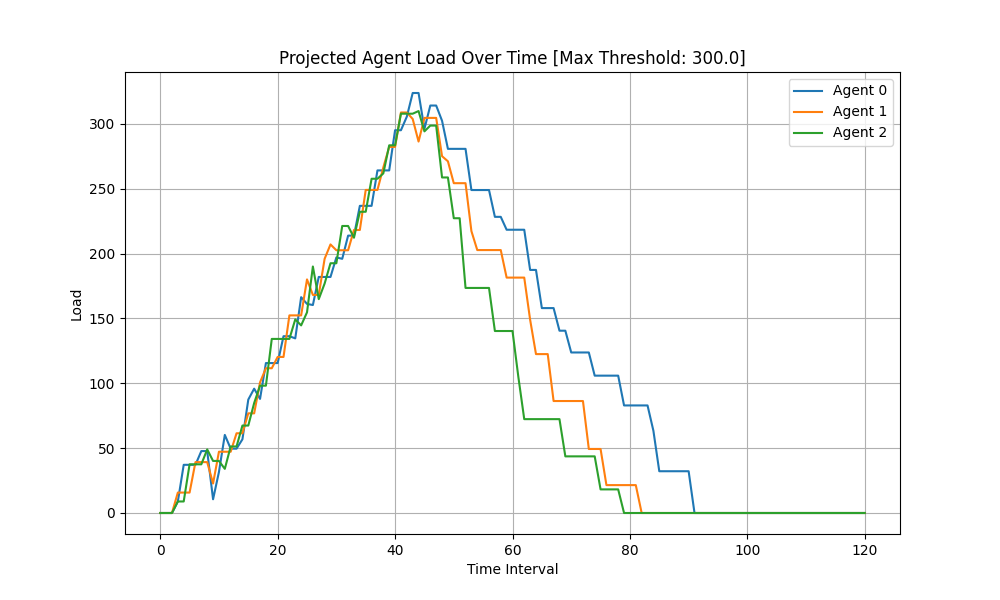 Projected Agent Load Over Time [Max Threshold: 300.0]
Agent 0
Agent 1
Agent 2
300
250
200
150
100
50
0
Load
0 20 40 60 80 100 120
Time Interval